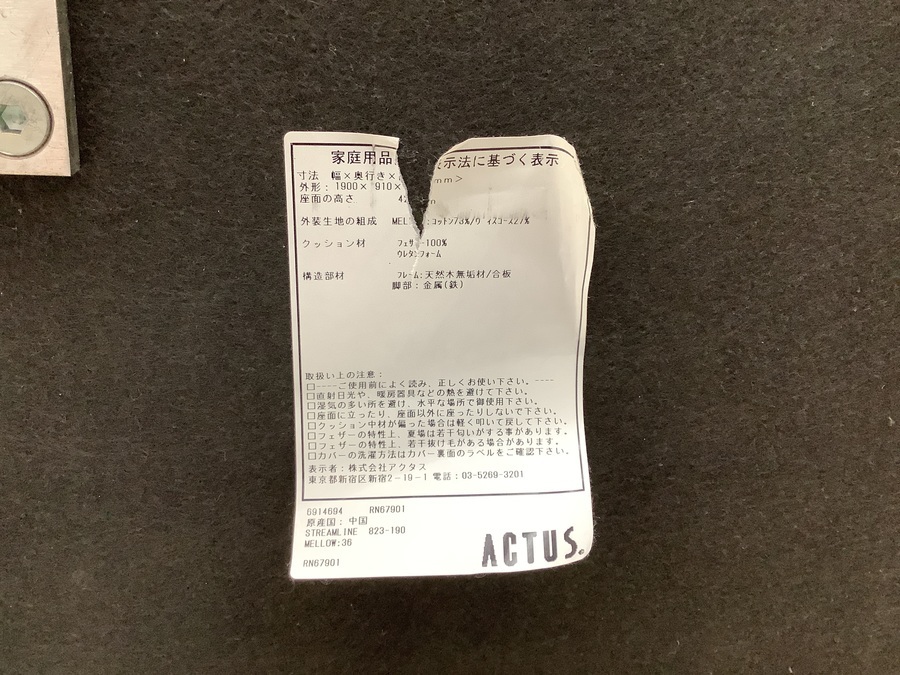 家庭用品 示法に基づく表示
寸法 幅×奥行き× mm>
外形: 1900× 910×
座面の高さ 42
外装生地の組成 MEL :コットン73%/ヴィスコース27%
クッション材 フェザー100%
ウレタンフォーム
構造部材 フレーム:天然木無垢材/合板
脚部:金属(鉄)
取扱い上の注意:
□----ご使用前によく読み、正しくお使い下さい。----
□直射日光や、暖房器具などの熱を避けて下さい。
□湿気の多い所を避け、水平な場所で御使用下さい。
□座面に立ったり、座面以外に座ったりしないで下さい。
□クッション中材が偏った場合は軽く叩いて戻して下さい。
□フェザーの特性上、夏場は若干匂いがする事があります。
□フェザーの特性上、若干抜け毛がある場合があります。
□カバーの洗濯方法はカバー裏面のラベルをご確認下さい。
表示者:株式会社アクタス
東京都新宿区新宿2-19-1 電話:03-5269-3201
6914694 RN67901
原産国: 中国
STREAMLINE 823-190
MELLOW:36
RN67901
ACTUS.